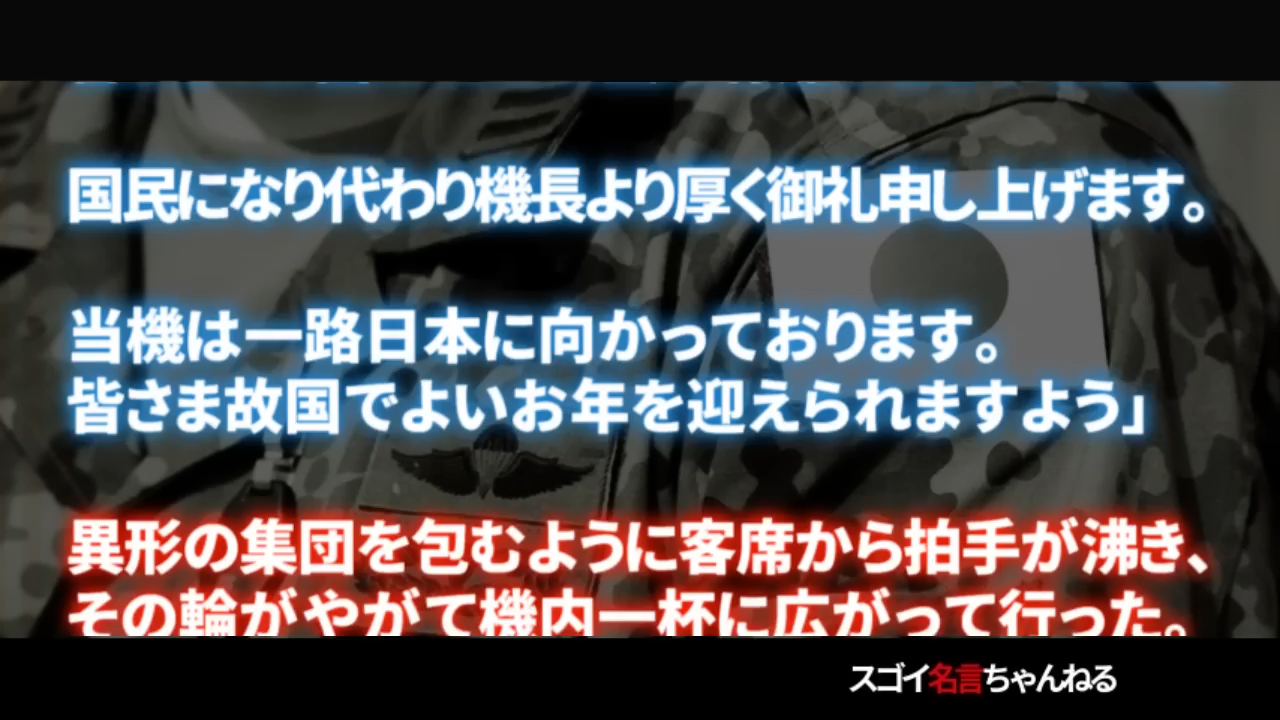 国民になり代わり機長より厚く御礼申し上げます。
当機は一路日本に向かっております。
皆さま故国でよいお年を迎えられますよう」
異形の集団を包むように客席から拍手が沸き、
その輪がやがて機内一杯に広がって行った。
スゴイ名言ちゃんねる